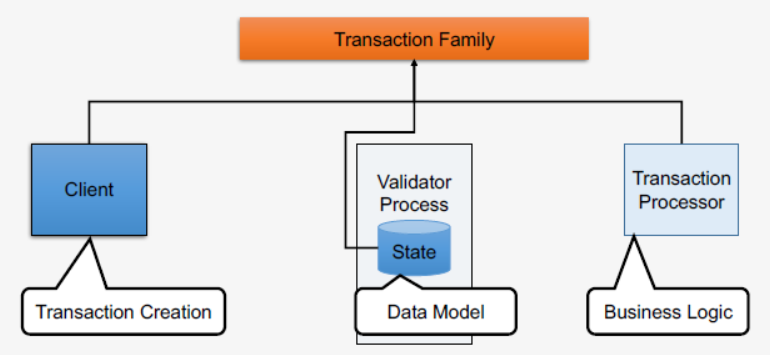 Transaction Family
Client
Validator
Process
State
Transaction
Processor
Transaction Creation
Data Model
Business Logic